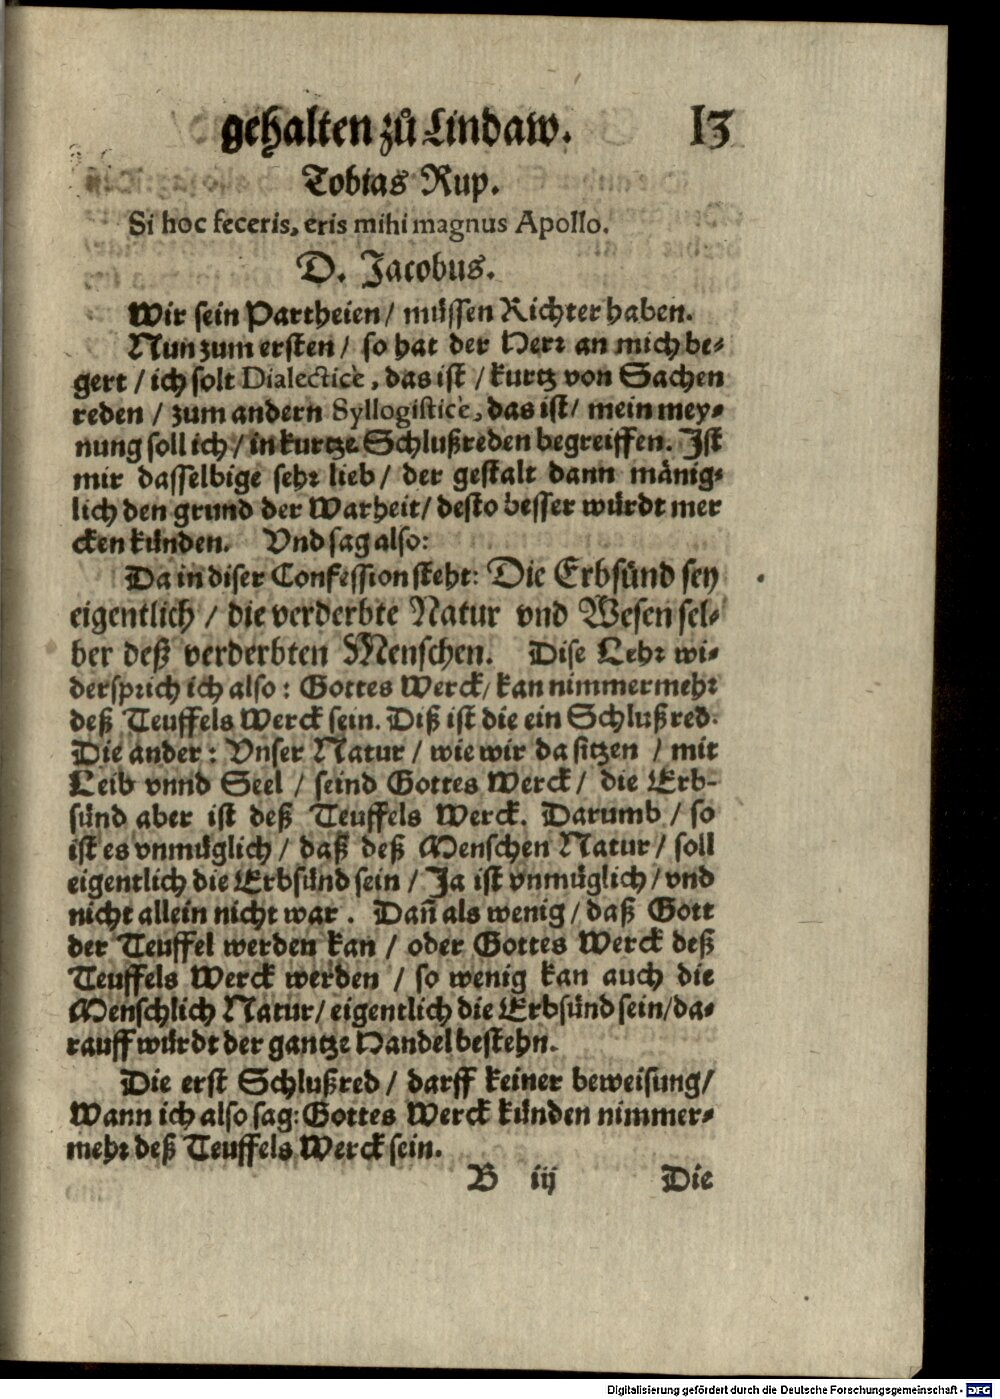 gehalten zů Lindaw. 13
Tobias Rup.
Si hoc feceris, eris mihi magnus Apollo.
D. Jacobus.
Wir sein Partheien / müssen Richter haben.
Nun zum ersten / so hat der Herr an mich be-
gert / ich solt Dialecticè, das ist / kurtz von Sachen
reden / zum andern Syllogisticè, das ist / mein mey-
nung soll ich / in kurtze Schlußreden begreiffen. Ist
mir dasselbige sehr lieb / der gestalt dann mänig-
lich den grund der Warheit / desto besser würdt mer
cken künden. Vnd sag also:
Da in diser Confession steht: Die Erbsünd sey
eigentlich / die verderbte Natur vnd Wesen sel-
ber deß verderbten Menschen. Dise Lehr wi-
dersprich ich also: Gottes Werck / kan nimmermehr
deß Teuffels Werck sein. Diß ist die ein Schlußred.
Die ander: Vnser Natur / wie wir da sitzen / mit
Leib vnnd Seel / seind Gottes Werck / die Erb-
sünd aber ist deß Teuffels Werck. Darumb / so
ist es vnmüglich / daß deß Menschen Natur / soll
eigentlich die Erbsünd sein / Ja ist vnmüglich / vnd
nicht allein nicht war. Dañ als wenig / daß Gott
der Teuffel werden kan / oder Gottes Werck deß
Teuffels Werck werden / so wenig kan auch die
Menschlich Natur / eigentlich die Erbsünd sein / da-
rauff würdt der gantze Handel bestehn.
Die erst Schlußred / darff keiner beweisung /
Wann ich also sag: Gottes Werck künden nimmer-
mehr deß Teuffels Werck sein.
B iij Die
Digitalisierung gefördert durch die Deutsche Forschungsgemeinschaft - DFG